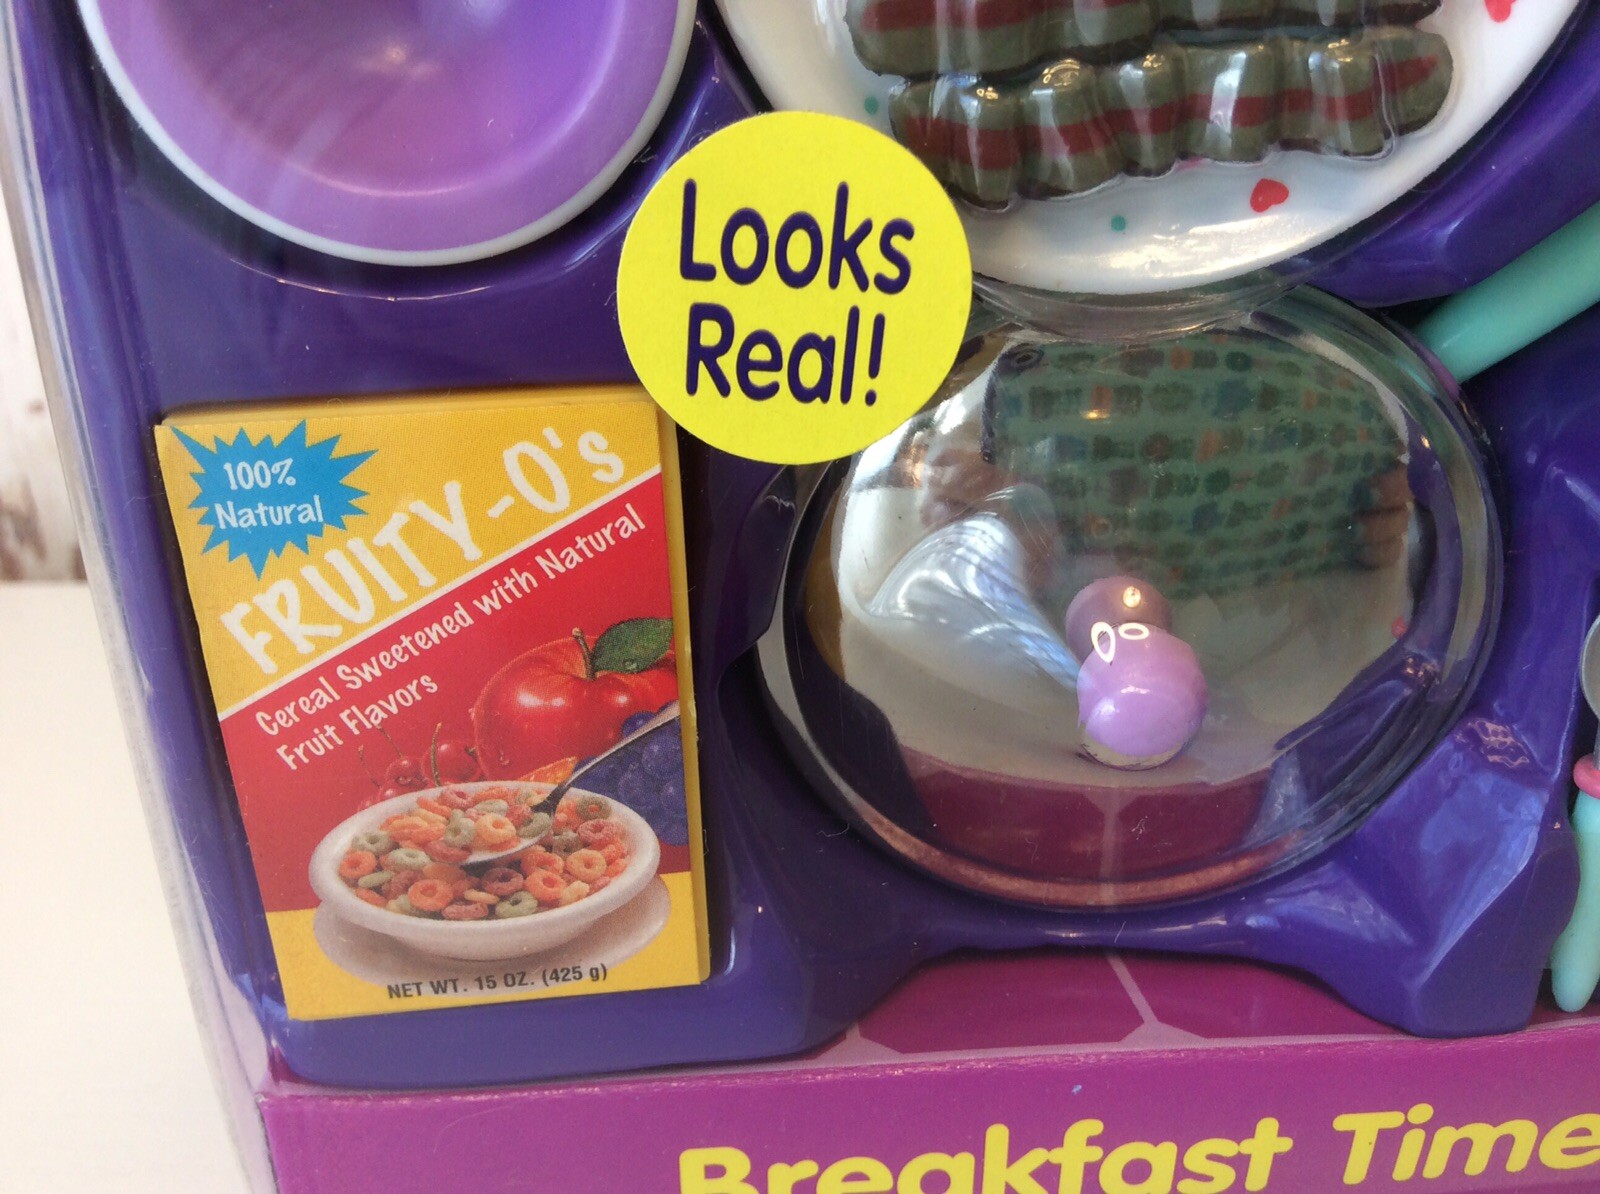 Looks
Real!
100%
Natural
FRUITY-O's
Cereal Sweetened with Natural
Fruit Flavors
NET WT. 15 OZ. (425 g)
Breakfast Time